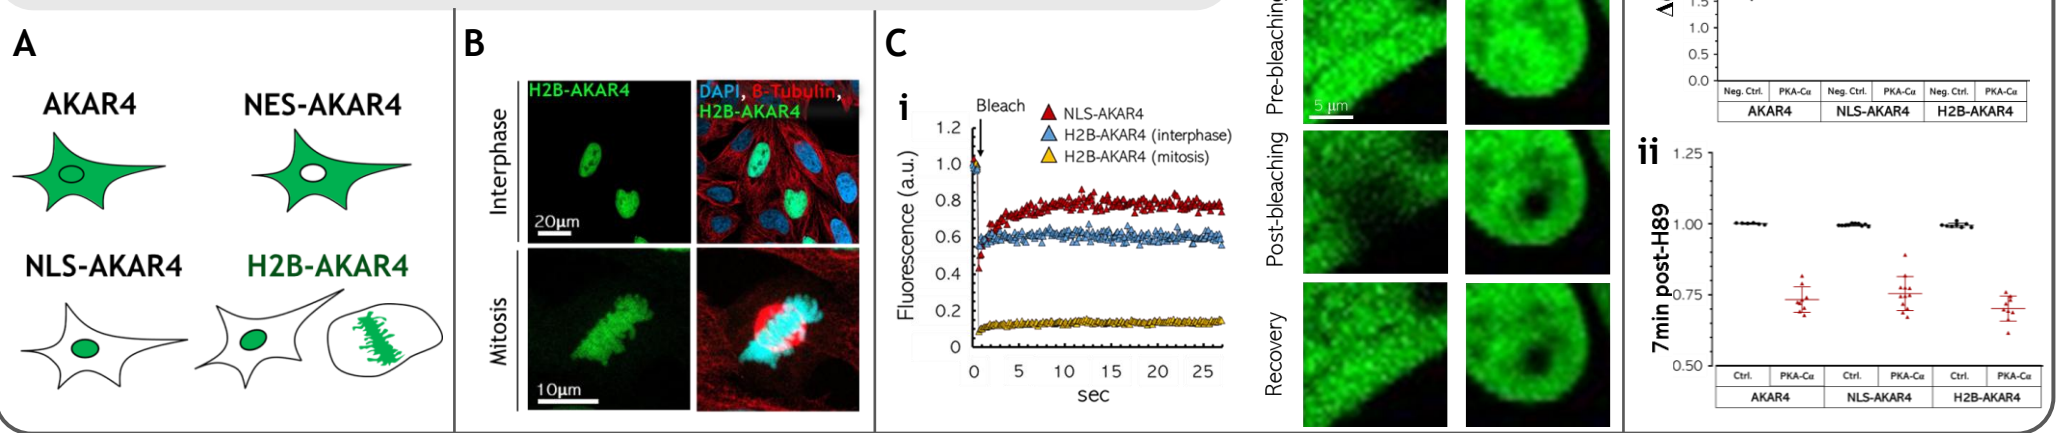 A
AKAR4
NES-AKAR4
NLS-AKAR4
H2B-AKAR4
B
Interphase
H2B-AKAR4
20μm
DAPI, B-Tubulin,
H2B-AKAR4
Mitosis
10μm
C
i
Bleach
NLS-AKAR4
H2B-AKAR4 (interphase)
H2B-AKAR4 (mitosis)
Fluorescence (a.u.)
1.2
1.0
0.8
0.6
0.4
0.2
0
0 5 10 15 20 25
sec
Pre-bleaching
5 μm
Post-bleaching
Recovery
1.5
1.0
0.5
0.0
Neg. Ctrl. PKA-Cα Neg. Ctrl. PKA-Cα Neg. Ctrl. PKA-Cα
AKAR4 NLS-AKAR4 H2B-AKAR4
ii
7min post-H89
1.25
1.00
0.75
0.50
Ctrl. PKA-Cα Ctrl. PKA-Cα Ctrl. PKA-Cα
AKAR4 NLS-AKAR4 H2B-AKAR4